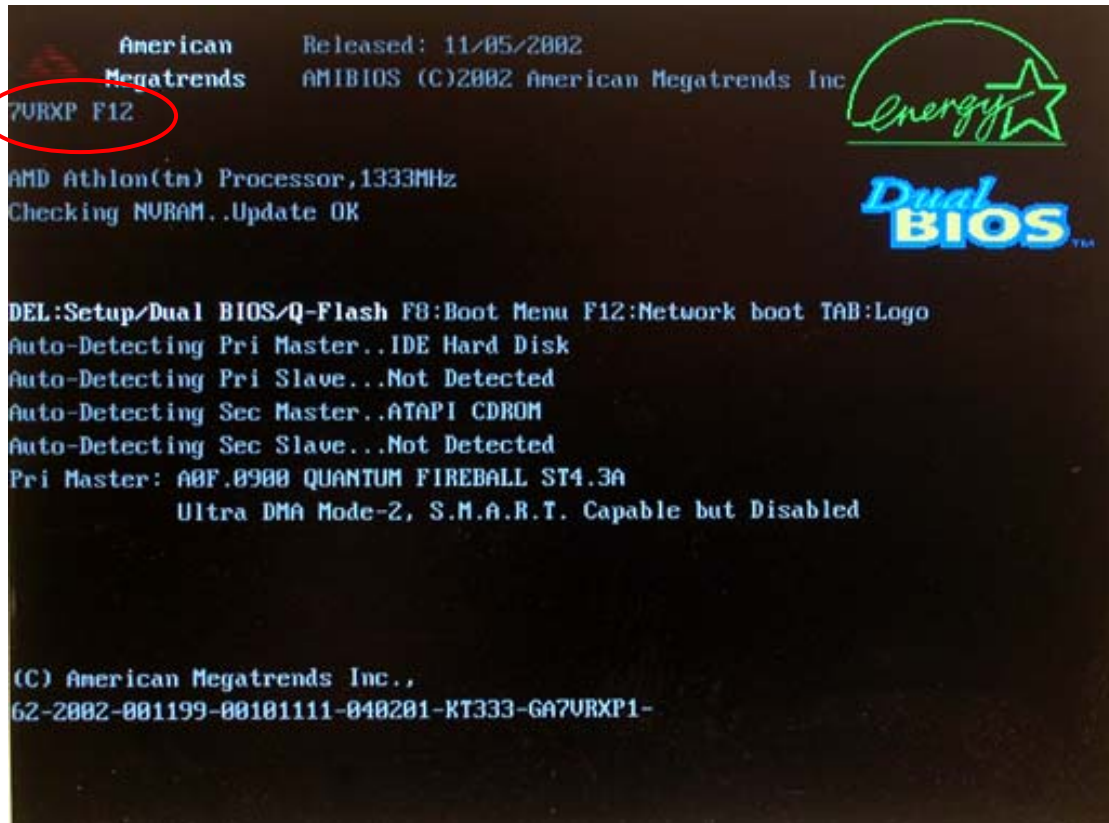 American Released: 11/05/2002
Megatrends AMIBIOS (C)2002 American Megatrends Inc
7VRXP F12
energy
AMD Athlon(tm) Processor,1333MHz
Checking NVRAM..Update OK
Dual
BIOS TM
DEL:Setup/Dual BIOS/Q-Flash F8:Boot Menu F12:Network boot TAB:Logo
Auto-Detecting Pri Master..IDE Hard Disk
Auto-Detecting Pri Slave...Not Detected
Auto-Detecting Sec Master..ATAPI CDROM
Auto-Detecting Sec Slave...Not Detected
Pri Master: A0F.0900 QUANTUM FIREBALL ST4.3A
Ultra DMA Mode-2, S.M.A.R.T. Capable but Disabled
(C) American Megatrends Inc.,
62-2002-001199-00101111-040201-KT333-GA7VRXP1-